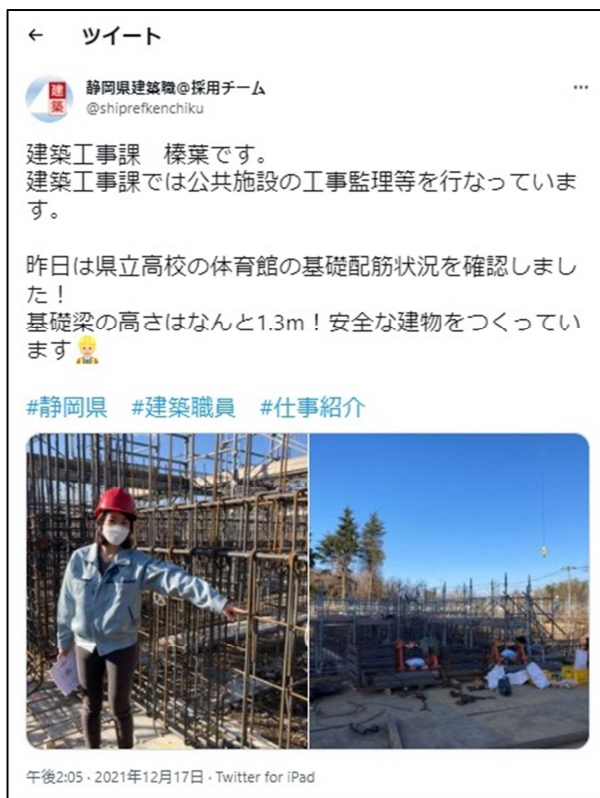 ← ツイート
建築
静岡県建築職@採用チーム
@shiprefkenchiku
建築工事課　榛葉です。
建築工事課では公共施設の工事監理等を行なっていま
す。
昨日は県立高校の体育館の基礎配筋状況を確認しまし
た！
基礎梁の高さはなんと1.3m！安全な建物をつくってい
ます👷
#静岡県　#建築職員　#仕事紹介
午後2:05 · 2021年12月17日 · Twitter for iPad